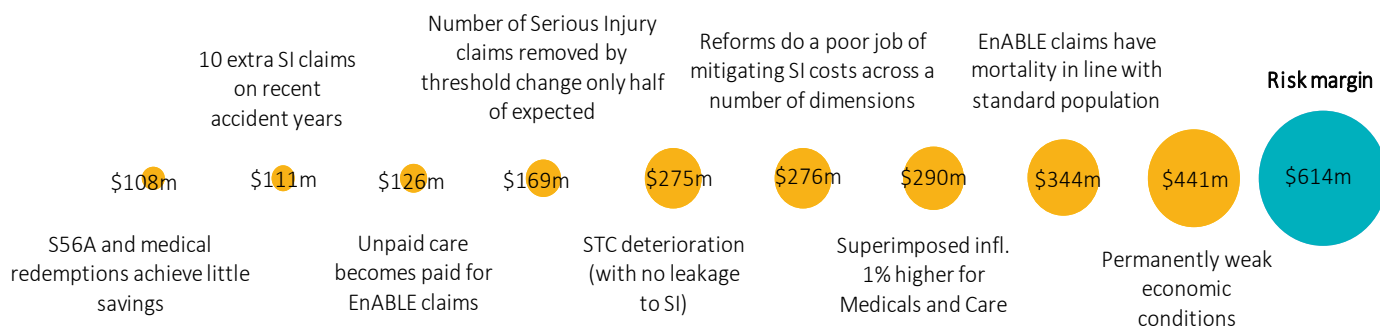 Number of Serious Injury
claims removed by
threshold change only half
of expected
10 extra SI claims
on recent
accident years
Reforms do a poor job of
mitigating SI costs across a
number of dimensions
EnABLE claims have
mortality in line with
standard population
Risk margin
$108m
$111m
$126m
$169m
$275m
$276m
$290m
$344m
$441m
$614m
S56A and medical
redemptions achieve little
savings
Unpaid care
becomes paid for
EnABLE claims
STC deterioration
(with no leakage
to SI)
Superimposed infl.
1% higher for
Medicals and Care
Permanently weak
economic
conditions